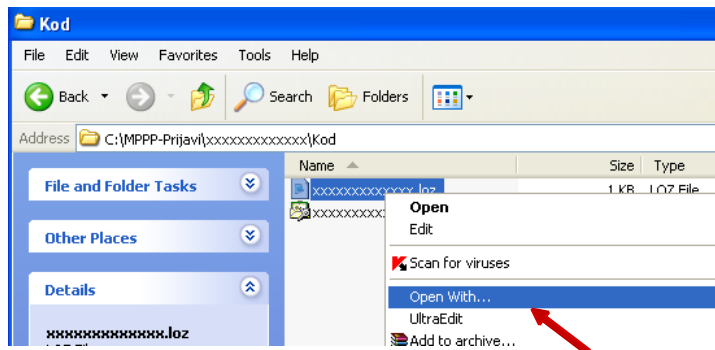 Kod
File Edit View Favorites Tools Help
Back Search Folders
Address C:\MPPP-Prijavi\xxxxxxxxxxxxx\Kod
Name Size Type
File and Folder Tasks
xxxxxxxxxxxxx.loz 1 KB LOZ File
Open
Edit
Other Places
Scan for viruses
Details
Open With...
UltraEdit
xxxxxxxxxxxxx.loz
Add to archive...